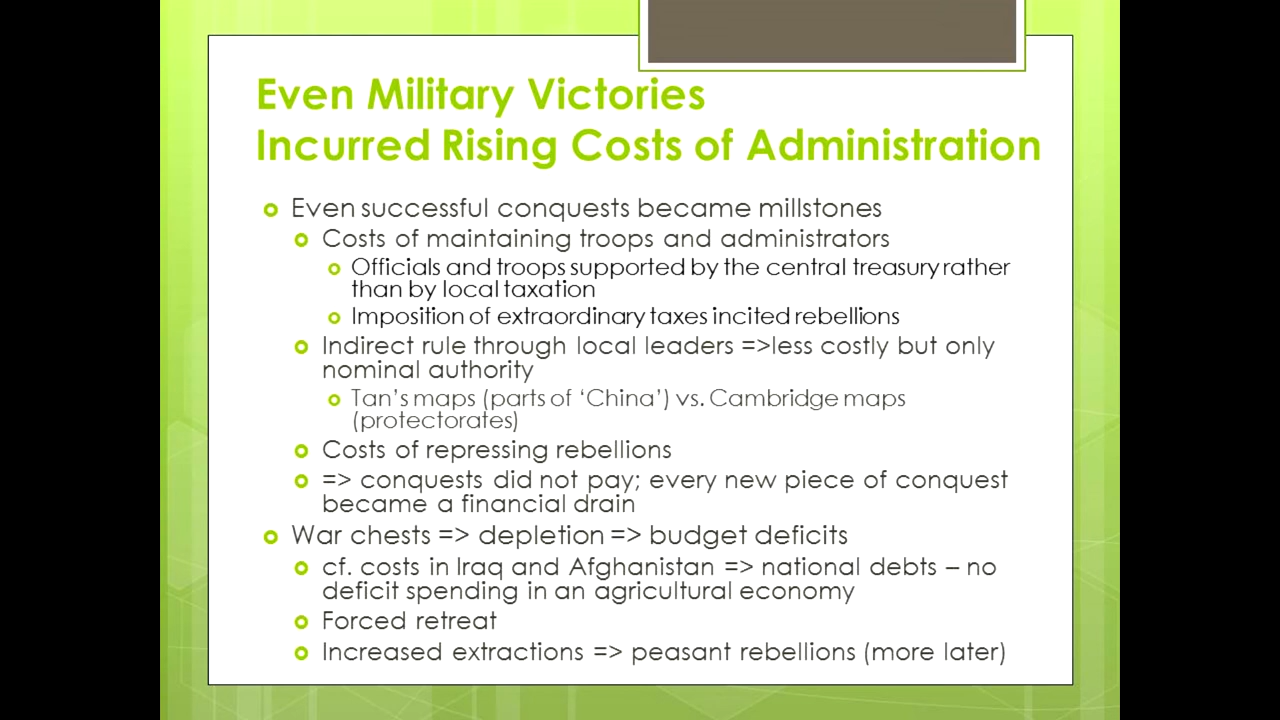 Even Military Victories
Incurred Rising Costs of Administration
Even successful conquests became millstones
Costs of maintaining troops and administrators
Officials and troops supported by the central treasury rather
than by local taxation
Imposition of extraordinary taxes incited rebellions
Indirect rule through local leaders =>less costly but only
nominal authority
Tan’s maps (parts of ‘China’) vs. Cambridge maps
(protectorates)
Costs of repressing rebellions
=> conquests did not pay; every new piece of conquest
became a financial drain
War chests => depletion => budget deficits
cf. costs in Iraq and Afghanistan => national debts – no
deficit spending in an agricultural economy
Forced retreat
Increased extractions => peasant rebellions (more later)